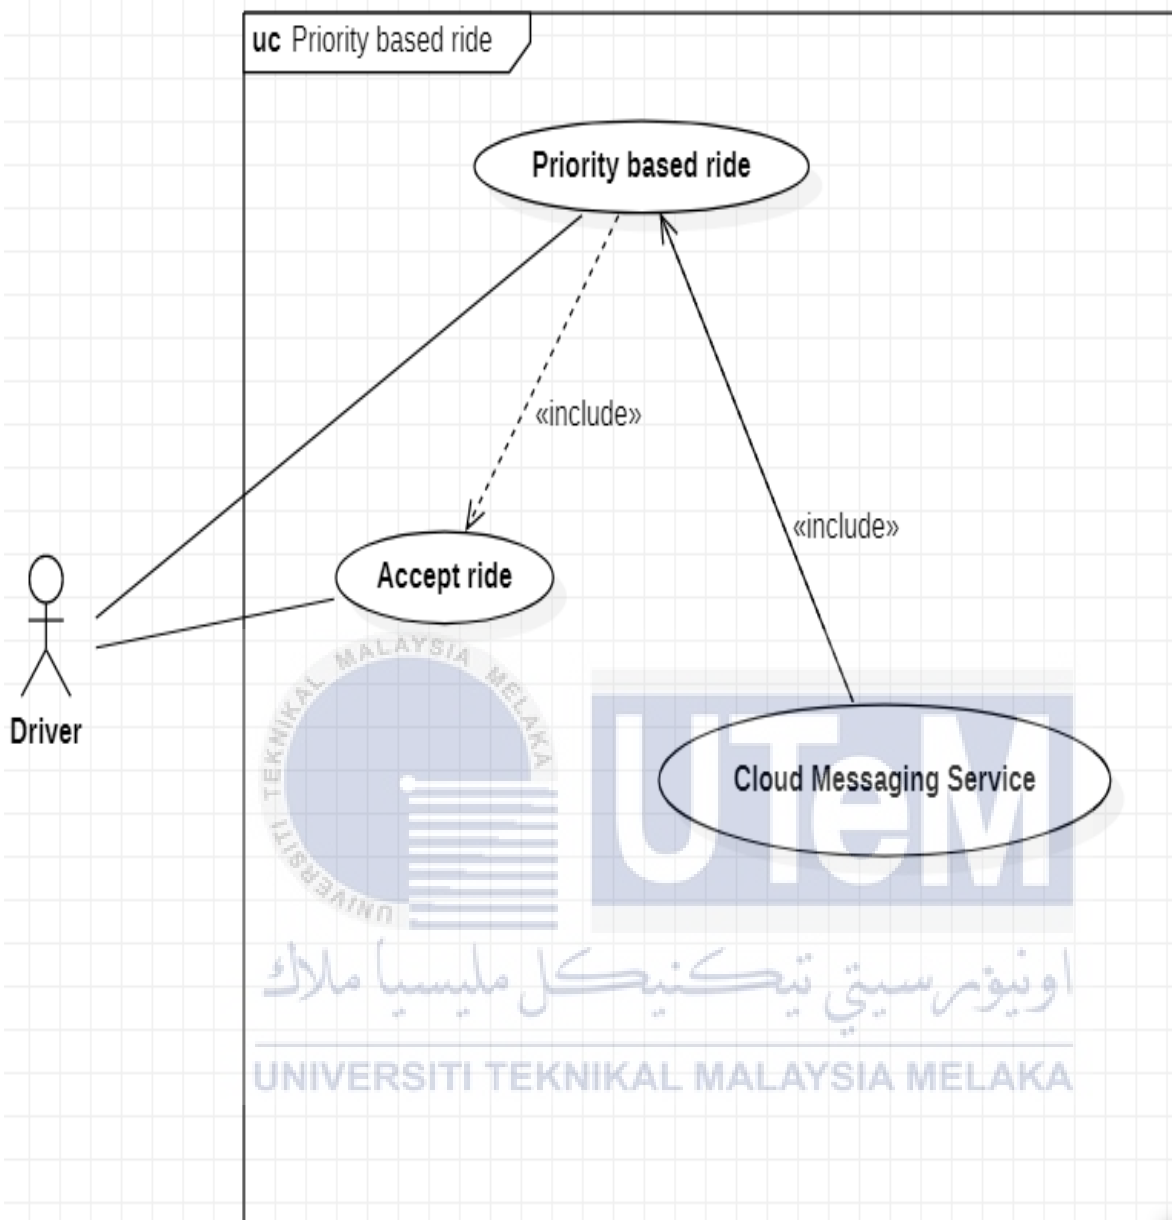 uc Priority based ride
Priority based ride
«include»
«include»
Accept ride
Driver
Cloud Messaging Service
UNIVERSITI TEKNIKAL MALAYSIA MELAKA
UTeM
اونيۏرسيتي تيكنيكل مليسيا ملاك
UNIVERSITI TEKNIKAL MALAYSIA MELAKA